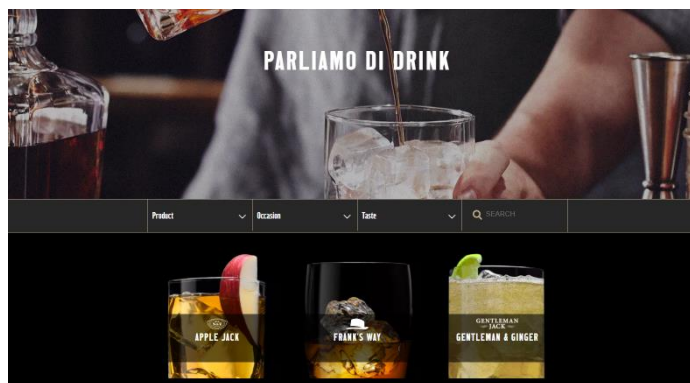 PARLIAMO DI DRINK
Product
Occasion
Taste
SEARCH
APPLE JACK
FRANK'S WAY
GENTLEMAN
JACK
GENTLEMAN & GINGER